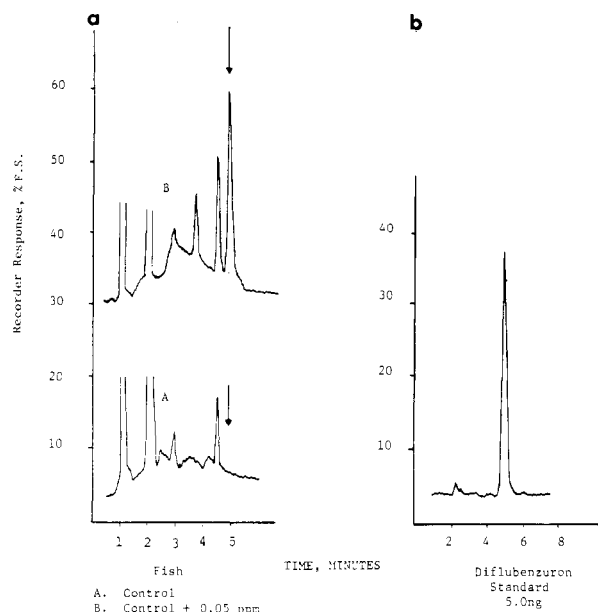 a
b
60
50
40
30
20
10
B
A
Recorder Response, % F.S.
1 2 3 4 5
Fish
TIME, MINUTES
A. Control
B. Control + 0.05 ppm
40
30
20
10
2 4 6 8
Diflubenzuron
Standard
5.0ng